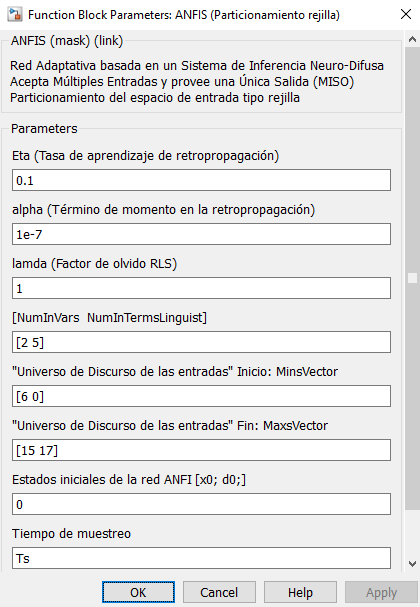 Function Block Parameters: ANFIS (Particionamiento rejilla)
ANFIS (mask) (link)
Red Adaptativa basada en un Sistema de Inferencia Neuro-Difusa
Acepta Múltiples Entradas y provee una Única Salida (MISO)
Particionamiento del espacio de entrada tipo rejilla
Parameters
Eta (Tasa de aprendizaje de retropropagación)
0.1
alpha (Término de momento en la retropropagación)
1e-7
lamda (Factor de olvido RLS)
1
[NumInVars NumInTermsLinguist]
[2 5]
"Universo de Discurso de las entradas" Inicio: MinsVector
[6 0]
"Universo de Discurso de las entradas" Fin: MaxsVector
[15 17]
Estados iniciales de la red ANFI [x0; d0;]
0
Tiempo de muestreo
Ts
OK Cancel Help Apply